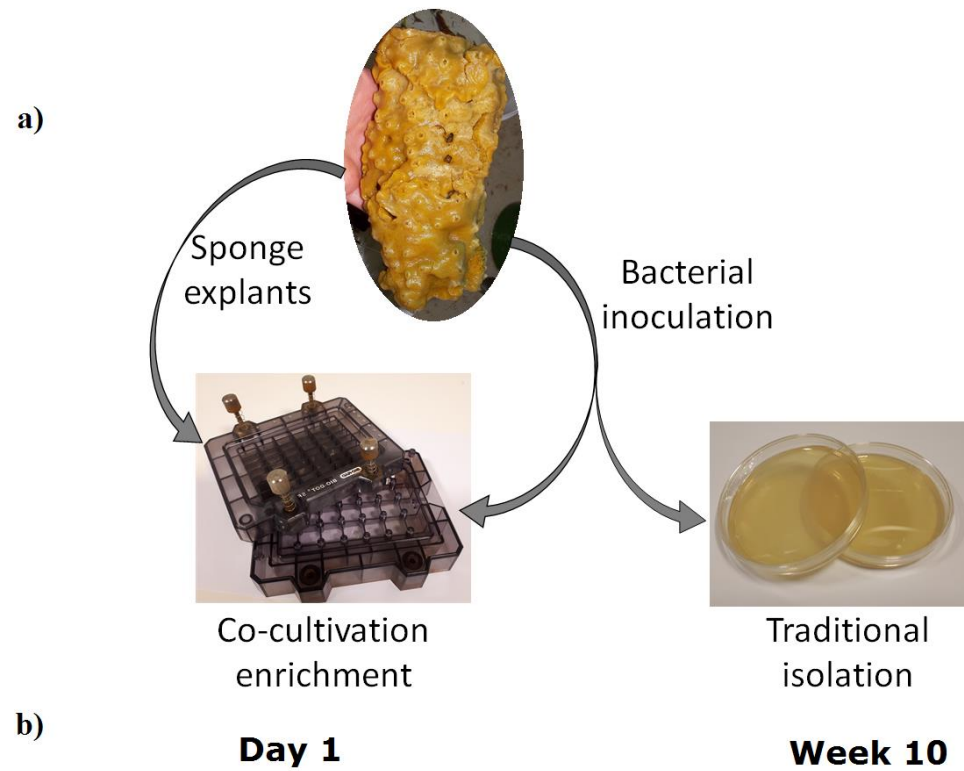 a)
Sponge
explants
Bacterial
inoculation
Co-cultivation
enrichment
Traditional
isolation
b)
Day 1
Week 10